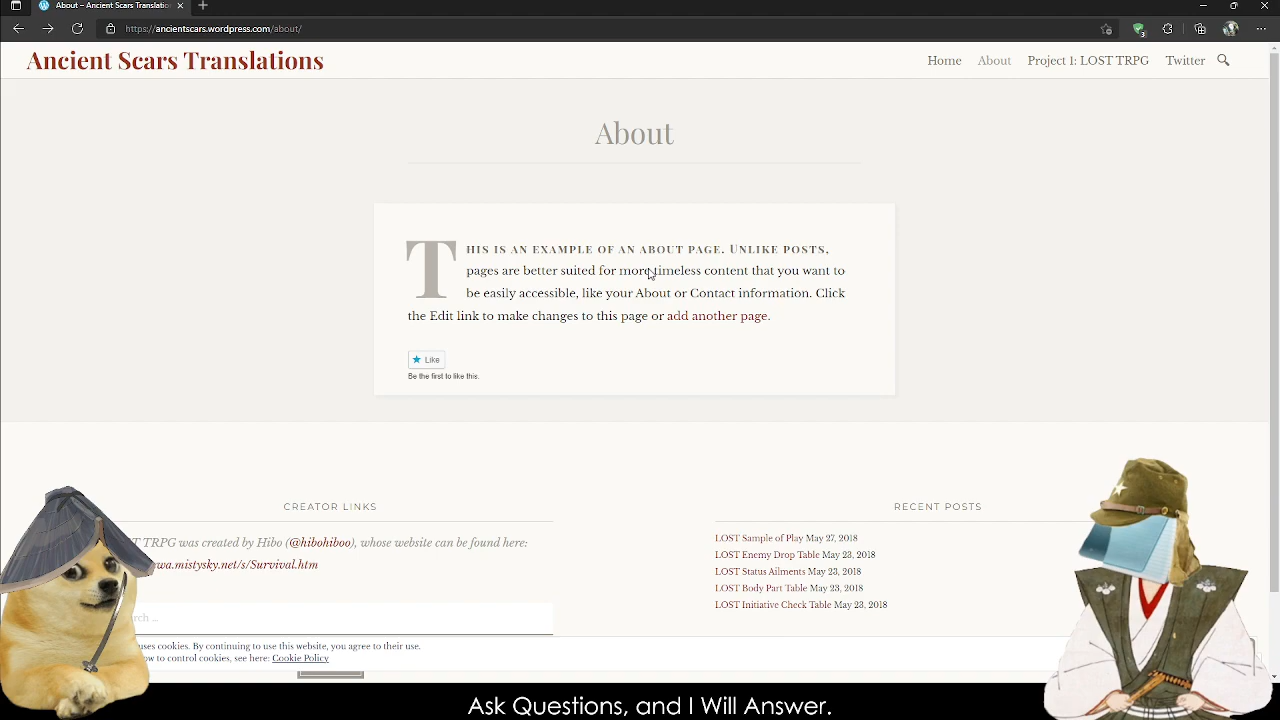 About – Ancient Scars Translations
https://ancientscars.wordpress.com/about/
Ancient Scars Translations
Home About Project 1: LOST TRPG Twitter
About
This is an example of an about page. Unlike posts,
pages are better suited for more timeless content that you want to
be easily accessible, like your About or Contact information. Click
the Edit link to make changes to this page or add another page.
Like
Be the first to like this.
CREATOR LINKS
T TRPG was created by Hibo (@hibohiboo), whose website can be found here:
wa.mistysky.net/s/Survival.htm
RECENT POSTS
LOST Sample of Play May 27, 2018
LOST Enemy Drop Table May 23, 2018
LOST Status Ailments May 23, 2018
LOST Body Part Table May 23, 2018
LOST Initiative Check Table May 23, 2018
rch ...
uses cookies. By continuing to use this website, you agree to their use.
ow to control cookies, see here: Cookie Policy
Ask Questions, and I Will Answer.